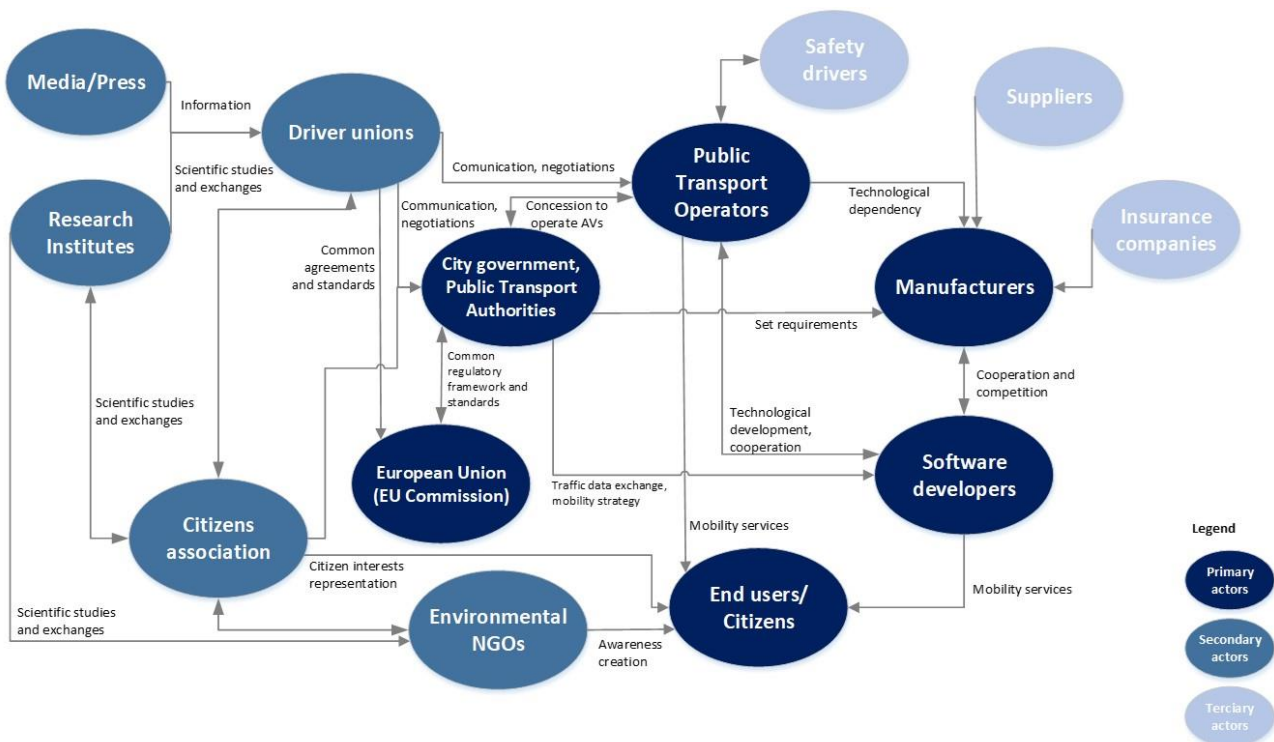 Media/Press
Information
Driver unions
Scientific studies
and exchanges
Research
Institutes
Safety
drivers
Suppliers
Comunication, negotiations
Public
Transport
Operators
Technological
dependency
Communication,
negotiations
Concession to
operate AVs
Common
agreements
and standards
City government,
Public Transport
Authorities
Insurance
companies
Manufacturers
Set requirements
Common
regulatory
framework and
standards
Cooperation and
competition
Scientific studies
and exchanges
Technological
development,
cooperation
European Union
(EU Commission)
Traffic data exchange,
mobility strategy
Software
developers
Citizens
association
Citizen interests
representation
Mobility services
Mobility services
Scientific studies
and exchanges
Environmental
NGOs
Awareness
creation
End users/
Citizens
Legend
Primary
actors
Secondary
actors
Terciary
actors